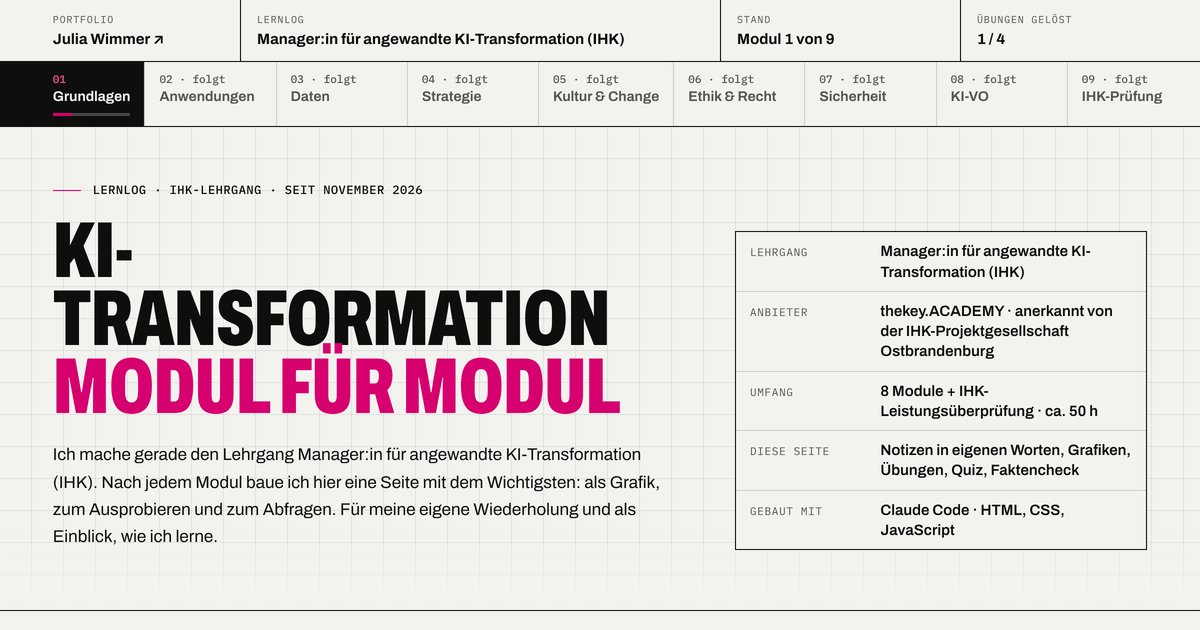 PORTFOLIO
Julia Wimmer ↗
LERNLOG
Manager:in für angewandte KI-Transformation (IHK)
STAND
Modul 1 von 9
ÜBUNGEN GELÖST
1 / 4
01
Grundlagen
02 · folgt
Anwendungen
03 · folgt
Daten
04 · folgt
Strategie
05 · folgt
Kultur & Change
06 · folgt
Ethik & Recht
07 · folgt
Sicherheit
08 · folgt
KI-VO
09 · folgt
IHK-Prüfung
LERNLOG · IHK-LEHRGANG · SEIT NOVEMBER 2026
KI-
TRANSFORMATION
MODUL FÜR MODUL
Ich mache gerade den Lehrgang Manager:in für angewandte KI-Transformation
(IHK). Nach jedem Modul baue ich hier eine Seite mit dem Wichtigsten: als Grafik,
zum Ausprobieren und zum Abfragen. Für meine eigene Wiederholung und als
Einblick, wie ich lerne.
LEHRGANG
Manager:in für angewandte KI-
Transformation (IHK)
ANBIETER
thekey.ACADEMY · anerkannt von
der IHK-Projektgesellschaft
Ostbrandenburg
UMFANG
8 Module + IHK-
Leistungsüberprüfung · ca. 50 h
DIESE SEITE
Notizen in eigenen Worten, Grafiken,
Übungen, Quiz, Faktencheck
GEBAUT MIT
Claude Code · HTML, CSS,
JavaScript